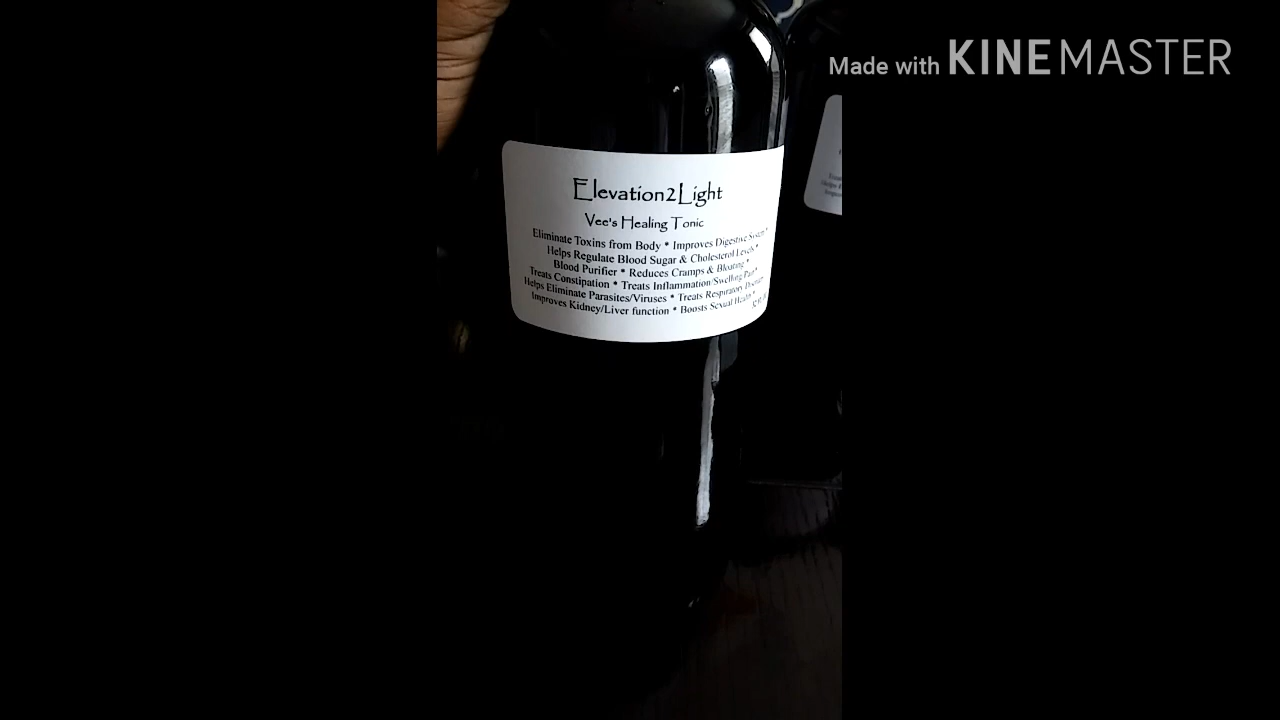 Made with KINEMASTER
Elevation2Light
Vee's Healing Tonic
Eliminate Toxins from Body * Improves Digestive System *
Helps Regulate Blood Sugar & Cholesterol Levels *
Blood Purifier * Reduces Cramps & Bloating *
Treats Constipation * Treats Inflammation/Swelling/Pain *
Helps Eliminate Parasites/Viruses * Treats Respiratory
Improves Kidney/Liver function * Boosts Sexual Health *